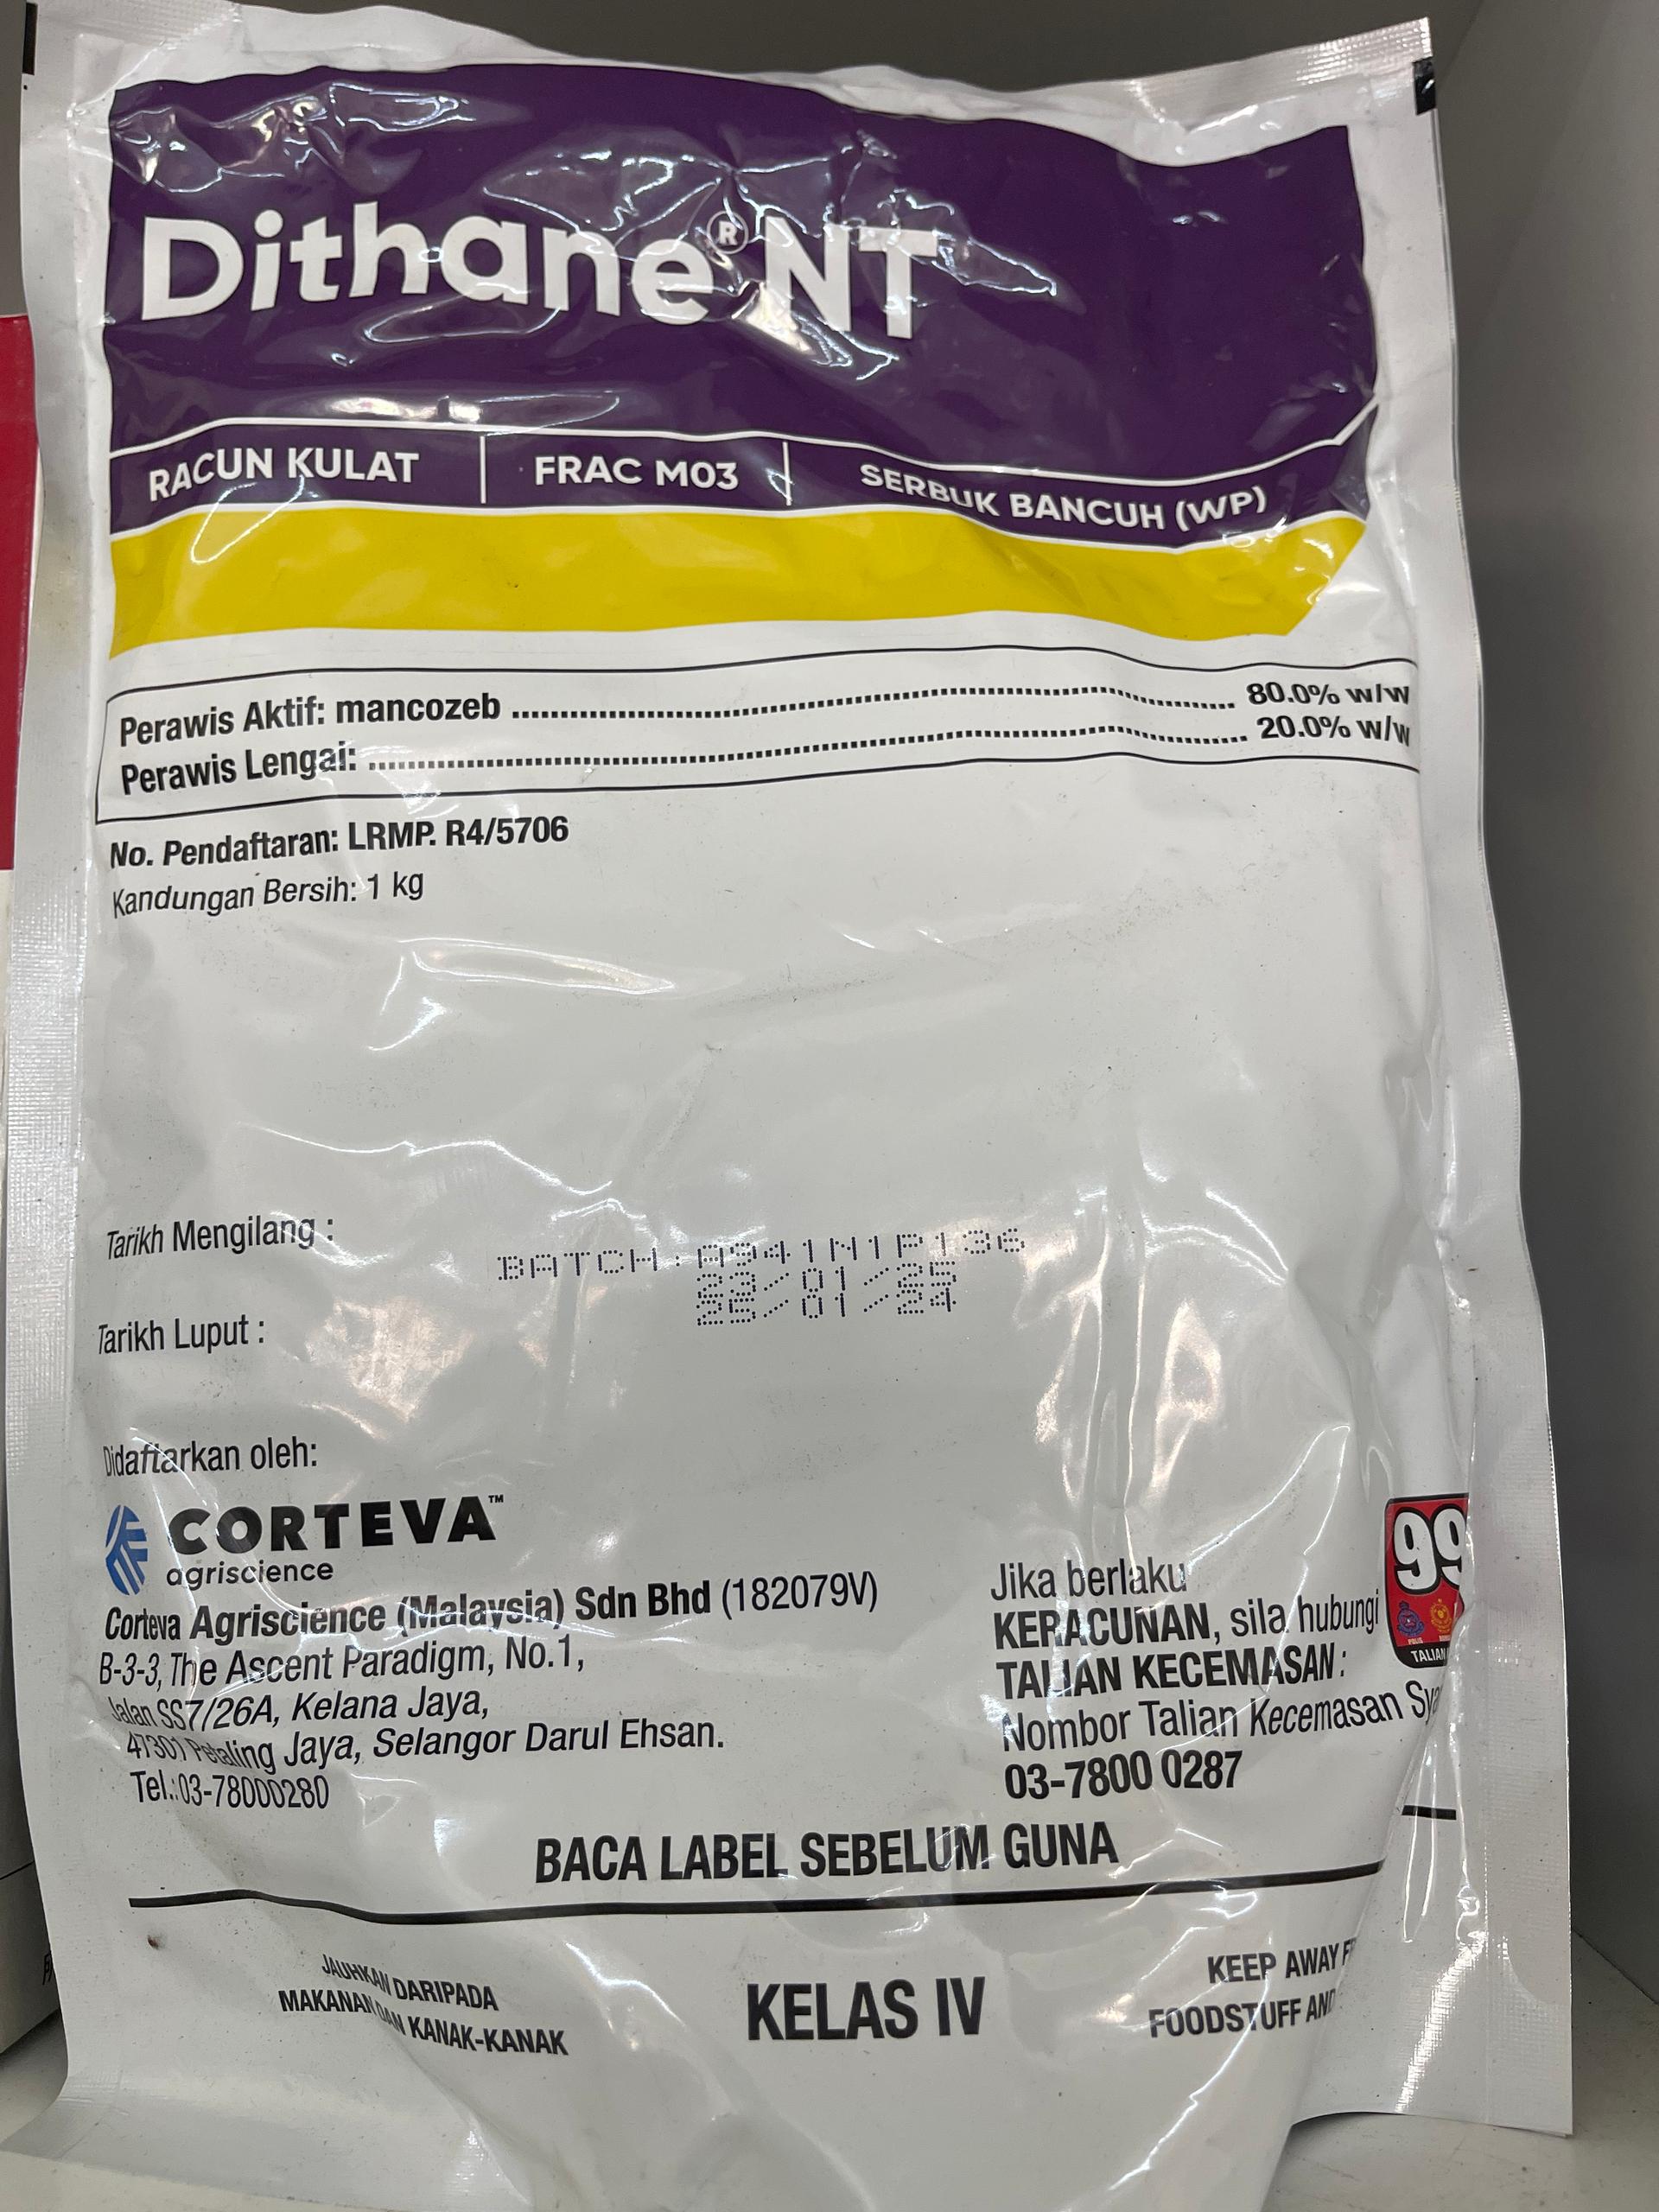 Dithane® NT
RACUN KULAT | FRAC M03 | SERBUK BANCUH (WP)
Perawis Aktif: mancozeb ........ 80.0% w/w
Perawis Lengai: ........ 20.0% w/w
No. Pendaftaran: LRMP. R4/5706
Kandungan Bersih: 1 kg
Tarikh Mengilang :
BATCH:A941N1P136
Tarikh Luput :
Didaftarkan oleh:
CORTEVA™
agriscience
Corteva Agriscience (Malaysia) Sdn Bhd (182079V)
B-3-3, The Ascent Paradigm, No.1,
Jalan SS7/26A, Kelana Jaya,
47301 Petaling Jaya, Selangor Darul Ehsan.
Tel.:03-78000280
Jika berlaku
KERACUNAN, sila hubungi
TALIAN KECEMASAN :
Nombor Talian Kecemasan
03-7800 0287
99
TALIAN
BACA LABEL SEBELUM GUNA
JAUHKAN DARIPADA
MAKANAN DAN KANAK-KANAK
KELAS IV
KEEP AWAY
FOODSTUFF AND